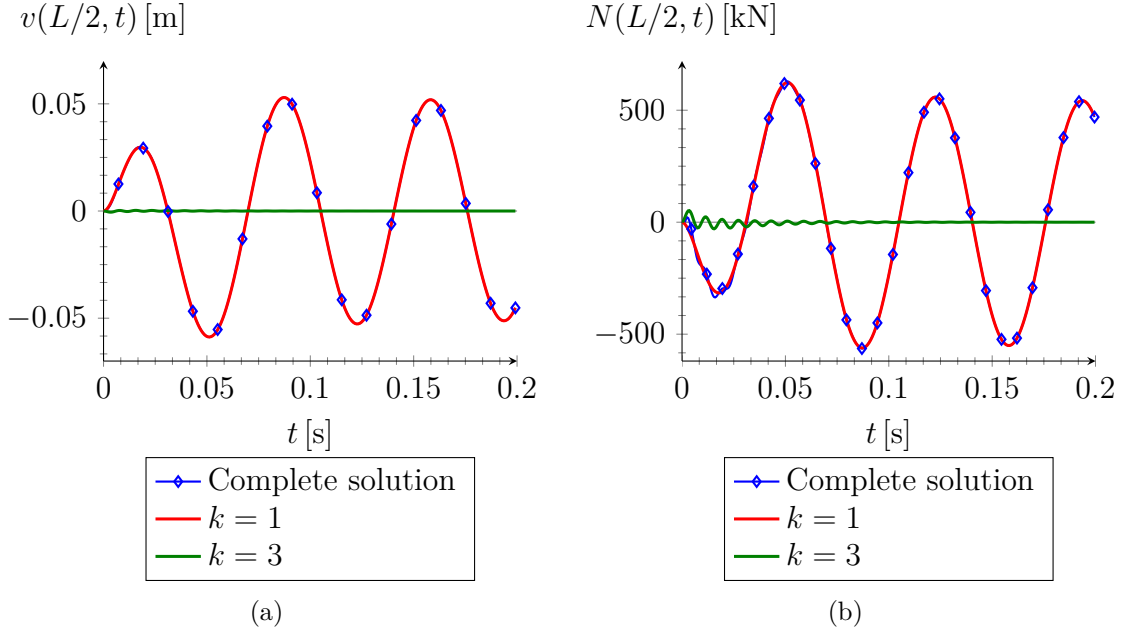 v(L/2, t) [m]
0.05
0
−0.05
0 0.05 0.1 0.15 0.2
t [s]
Complete solution
k = 1
k = 3
(a)
N(L/2, t) [kN]
500
0
−500
0 0.05 0.1 0.15 0.2
t [s]
Complete solution
k = 1
k = 3
(b)